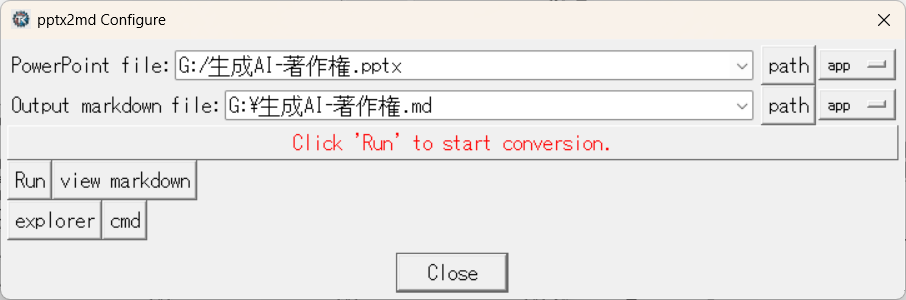 pptx2md Configure
PowerPoint file: G:/生成AI-著作権.pptx path app
Output markdown file: G:¥生成AI-著作権.md path app
Click 'Run' to start conversion.
Run view markdown
explorer cmd
Close